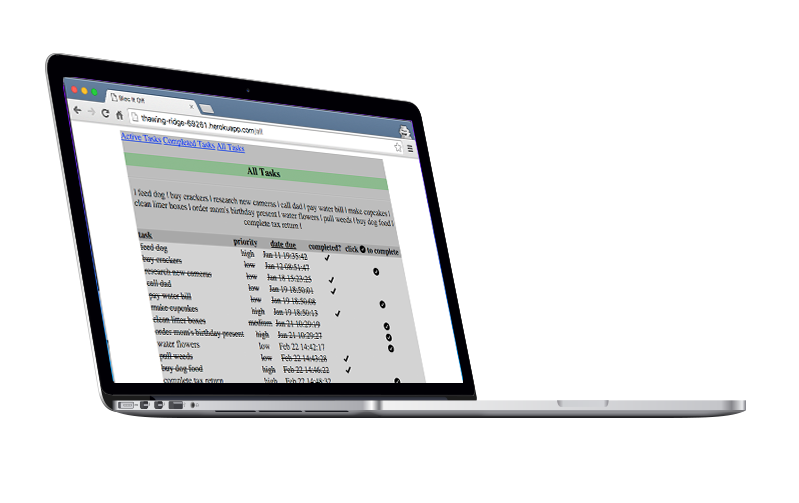 Bloc It Off
thawing-ridge-69261.herokuapp.com/all
Active Tasks Completed Tasks All Tasks
All Tasks
| feed dog | buy crackers | research new cameras | call dad | pay water bill | make cupcakes |
clean litter boxes | order mom's birthday present | water flowers | pull weeds | buy dog food |
complete tax return |
task priority date due completed? click to complete
feed dog high Jan 11 19:35:42
buy crackers low Jan 12 08:51:47
research new cameras low Jan 18 15:23:25
call dad low Jan 19 18:50:01
pay water bill low Jan 19 18:50:08
make cupcakes high Jan 19 18:50:13
clean litter boxes medium Jan 21 10:29:19
order mom's birthday present high Jan 21 10:29:27
water flowers low Feb 22 14:42:17
pull weeds low Feb 22 14:43:28
buy dog food high Feb 22 14:46:22
complete tax return high Feb 22 14:48:32